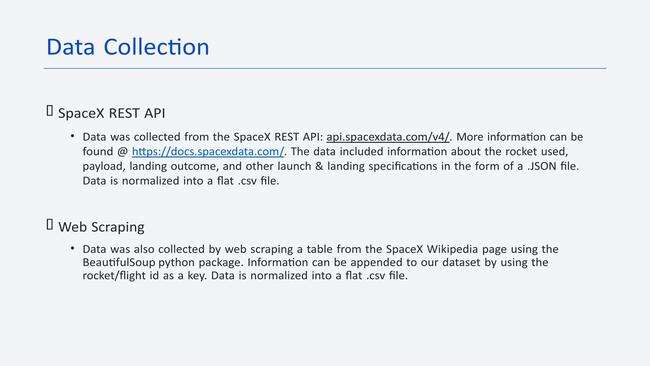 Data Collection
SpaceX REST API
• Data was collected from the SpaceX REST API: api.spacexdata.com/v4/. More information can be
found @ https://docs.spacexdata.com/. The data included information about the rocket used,
payload, landing outcome, and other launch & landing specifications in the form of a .JSON file.
Data is normalized into a flat .csv file.
Web Scraping
• Data was also collected by web scraping a table from the SpaceX Wikipedia page using the
BeautifulSoup python package. Information can be appended to our dataset by using the
rocket/flight id as a key. Data is normalized into a flat .csv file.